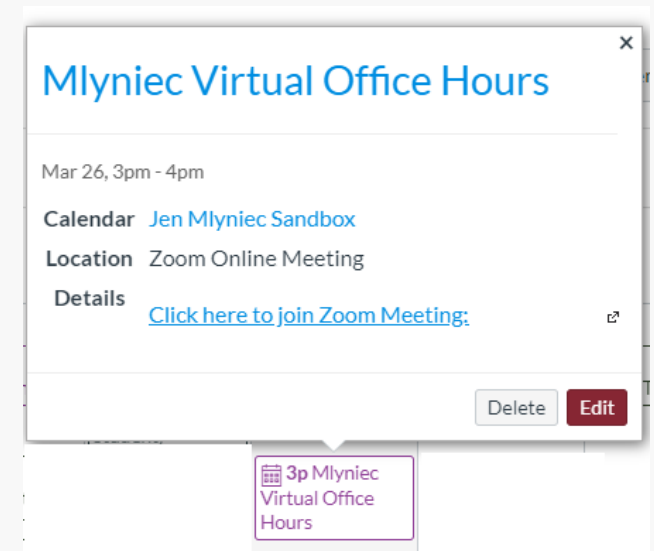 ×
Mlyniec Virtual Office Hours
Mar 26, 3pm - 4pm
Calendar Jen Mlyniec Sandbox
Location Zoom Online Meeting
Details
Click here to join Zoom Meeting:
Delete Edit
3p Mlyniec
Virtual Office
Hours